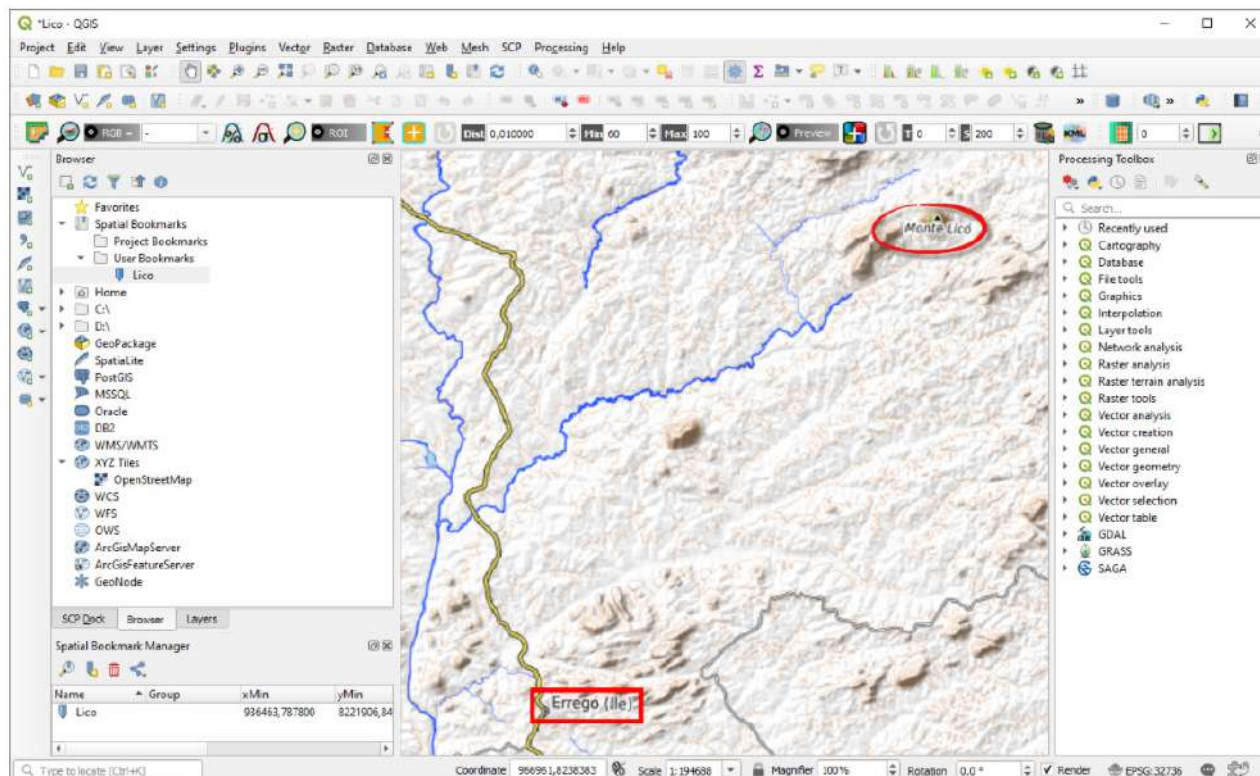 *Lico - QGIS
Project Edit View Layer Settings Plugins Vector Raster Database Web Mesh SCP Processing Help
RGB = - ROI Dist 0,010000 Min 60 Max 100 Preview T 0 S 200 KML 0
Browser
Favorites
Spatial Bookmarks
Project Bookmarks
User Bookmarks
Lico
Home
C:\
D:\
GeoPackage
SpatiaLite
PostGIS
MSSQL
Oracle
DB2
WMS/WMTS
XYZ Tiles
OpenStreetMap
WCS
WFS
OWS
ArcGisMapServer
ArcGisFeatureServer
GeoNode
SCP Dock Browser Layers
Spatial Bookmark Manager
Name Group xMin yMin
Lico 936463,787800 8221906,84
Monte Lico
Errego (Ile)
Processing Toolbox
Search...
Recently used
Cartography
Database
File tools
Graphics
Interpolation
Layer tools
Network analysis
Raster analysis
Raster terrain analysis
Raster tools
Vector analysis
Vector creation
Vector general
Vector geometry
Vector overlay
Vector selection
Vector table
GDAL
GRASS
SAGA
Type to locate (Ctrl+K) Coordinate 966961,8238383 Scale 1:194688 Magnifier 100% Rotation 0,0 ° Render EPSG:32736